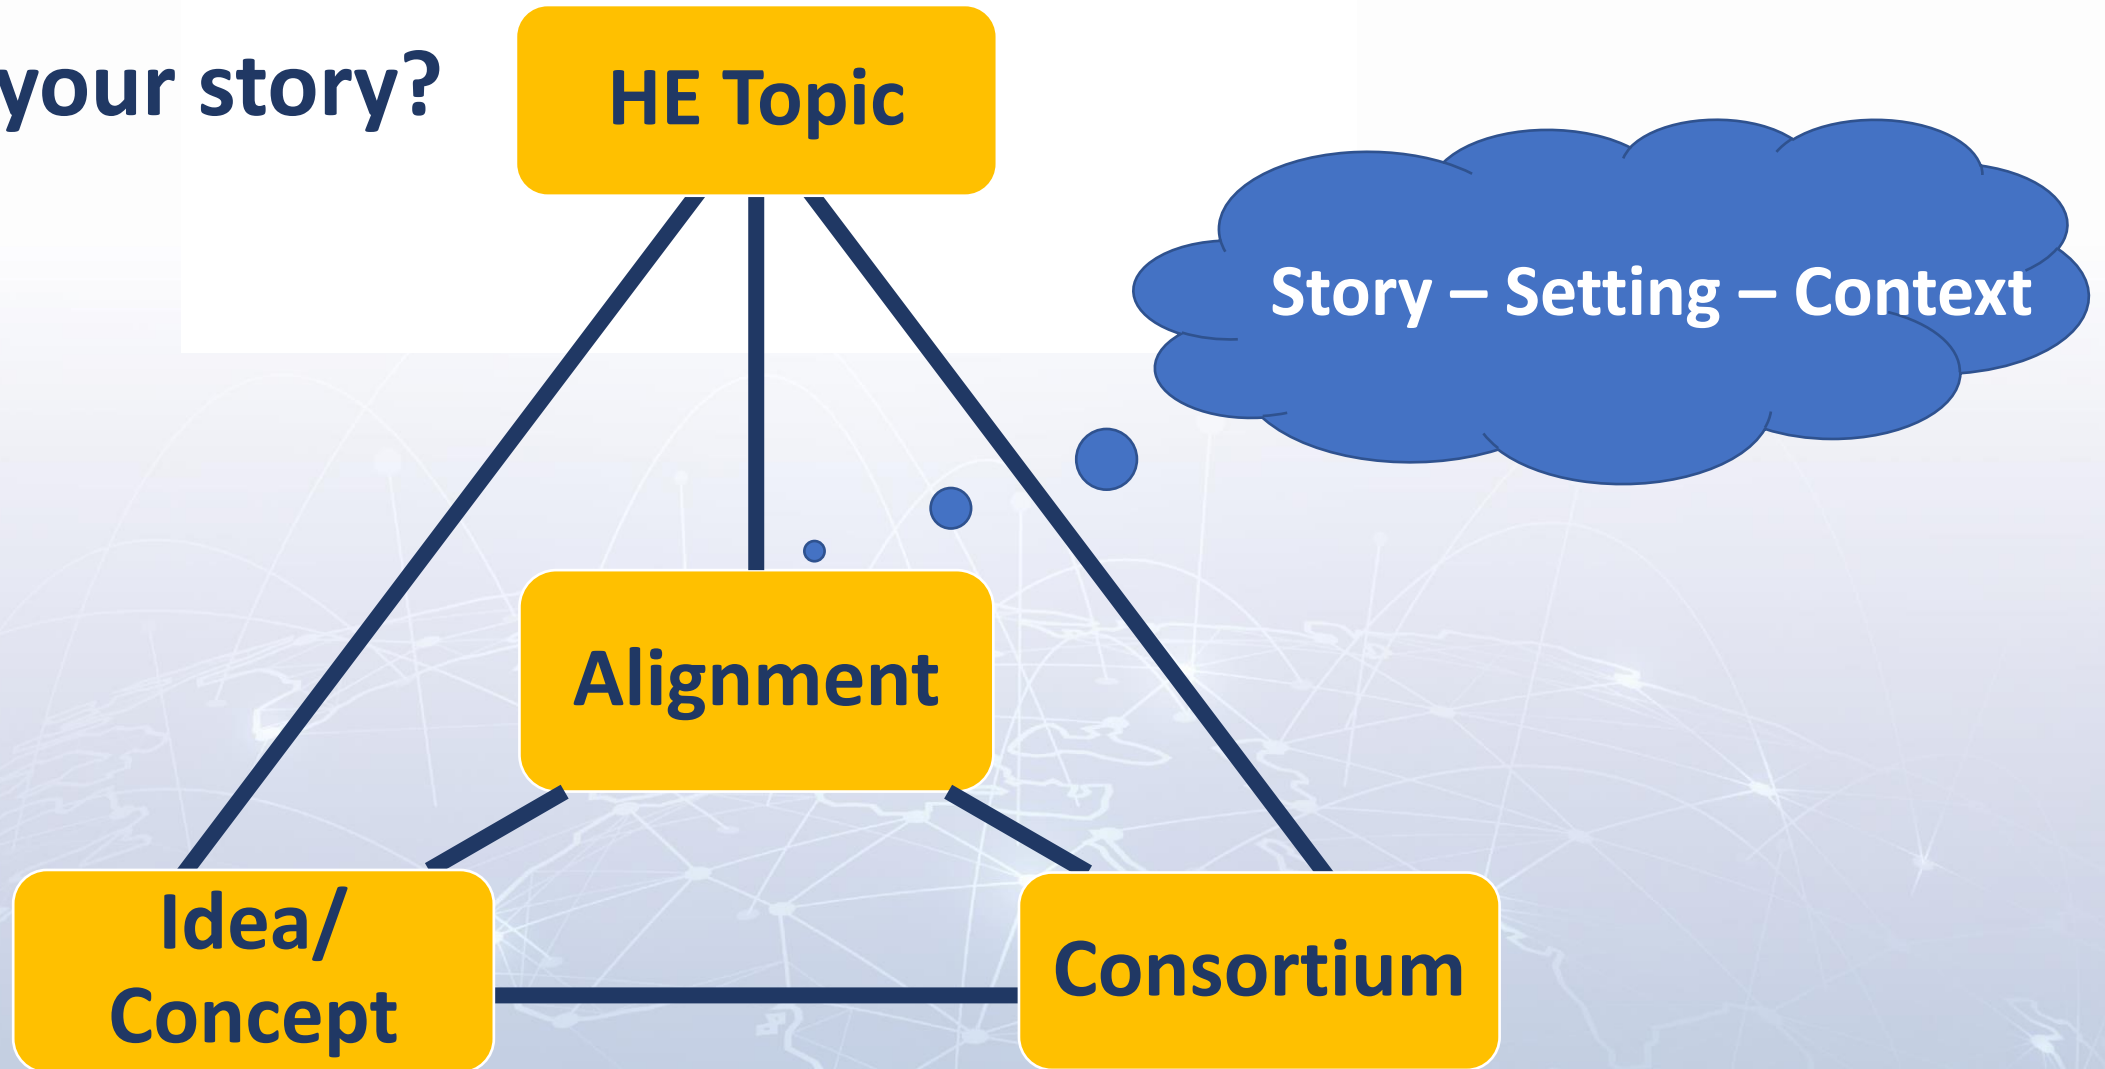 your story?
HE Topic
Story – Setting – Context
Alignment
Idea/
Concept
Consortium